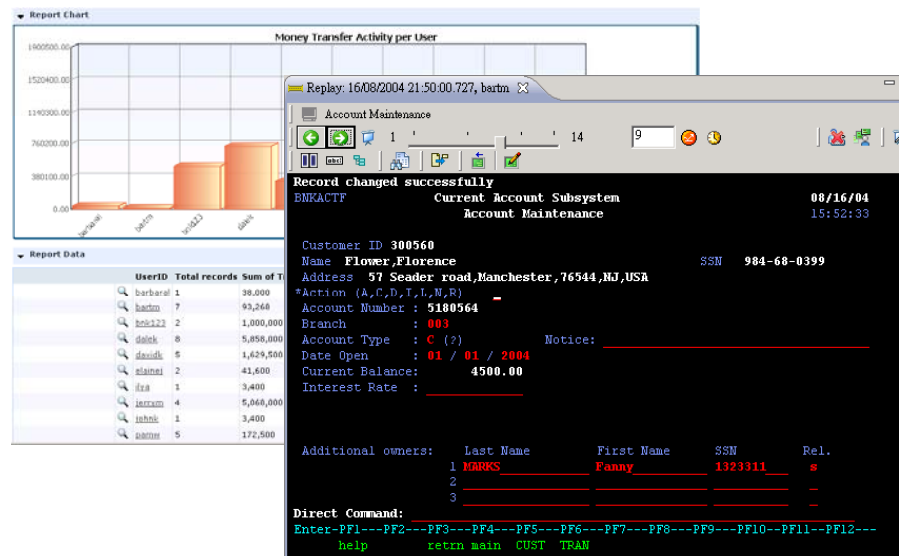 Report Chart
Money Transfer Activity per User
1900500.00
1520400.00
1140300.00
760200.00
380100.00
0.00
barbaral
bartm
bnk123
dalek
Report Data
UserID Total records Sum of T
barbaral 1 38,000
bartm 7 93,268
bnk123 2 1,000,000
dalek 8 5,858,000
davidk 5 1,629,500
elainei 2 41,600
1 3,400
4 5,060,000
johnk 1 3,400
5 172,500
Replay: 16/08/2004 21:50:00.727, bartm
Account Maintenance
1 14 9
Record changed successfully
BNKACTF Current Account Subsystem 08/16/04
Account Maintenance 15:52:33
Customer ID 300560
Name Flower,Florence SSN 984-68-0399
Address 57 Seader road,Manchester,76544,NJ,USA
*Action (A,C,D,I,L,N,R)
Account Number : 5180564
Branch : 003
Account Type : C (?) Notice:
Date Open : 01 / 01 / 2004
Current Balance: 4500.00
Interest Rate :
Additional owners: Last Name First Name SSN Rel.
1 MARKS Fanny 1323311 s
2
3
Direct Command:
Enter-PF1---PF2---PF3---PF4---PF5---PF6---PF7---PF8---PF9---PF10--PF11--PF12---
help retrn main CUST TRAN